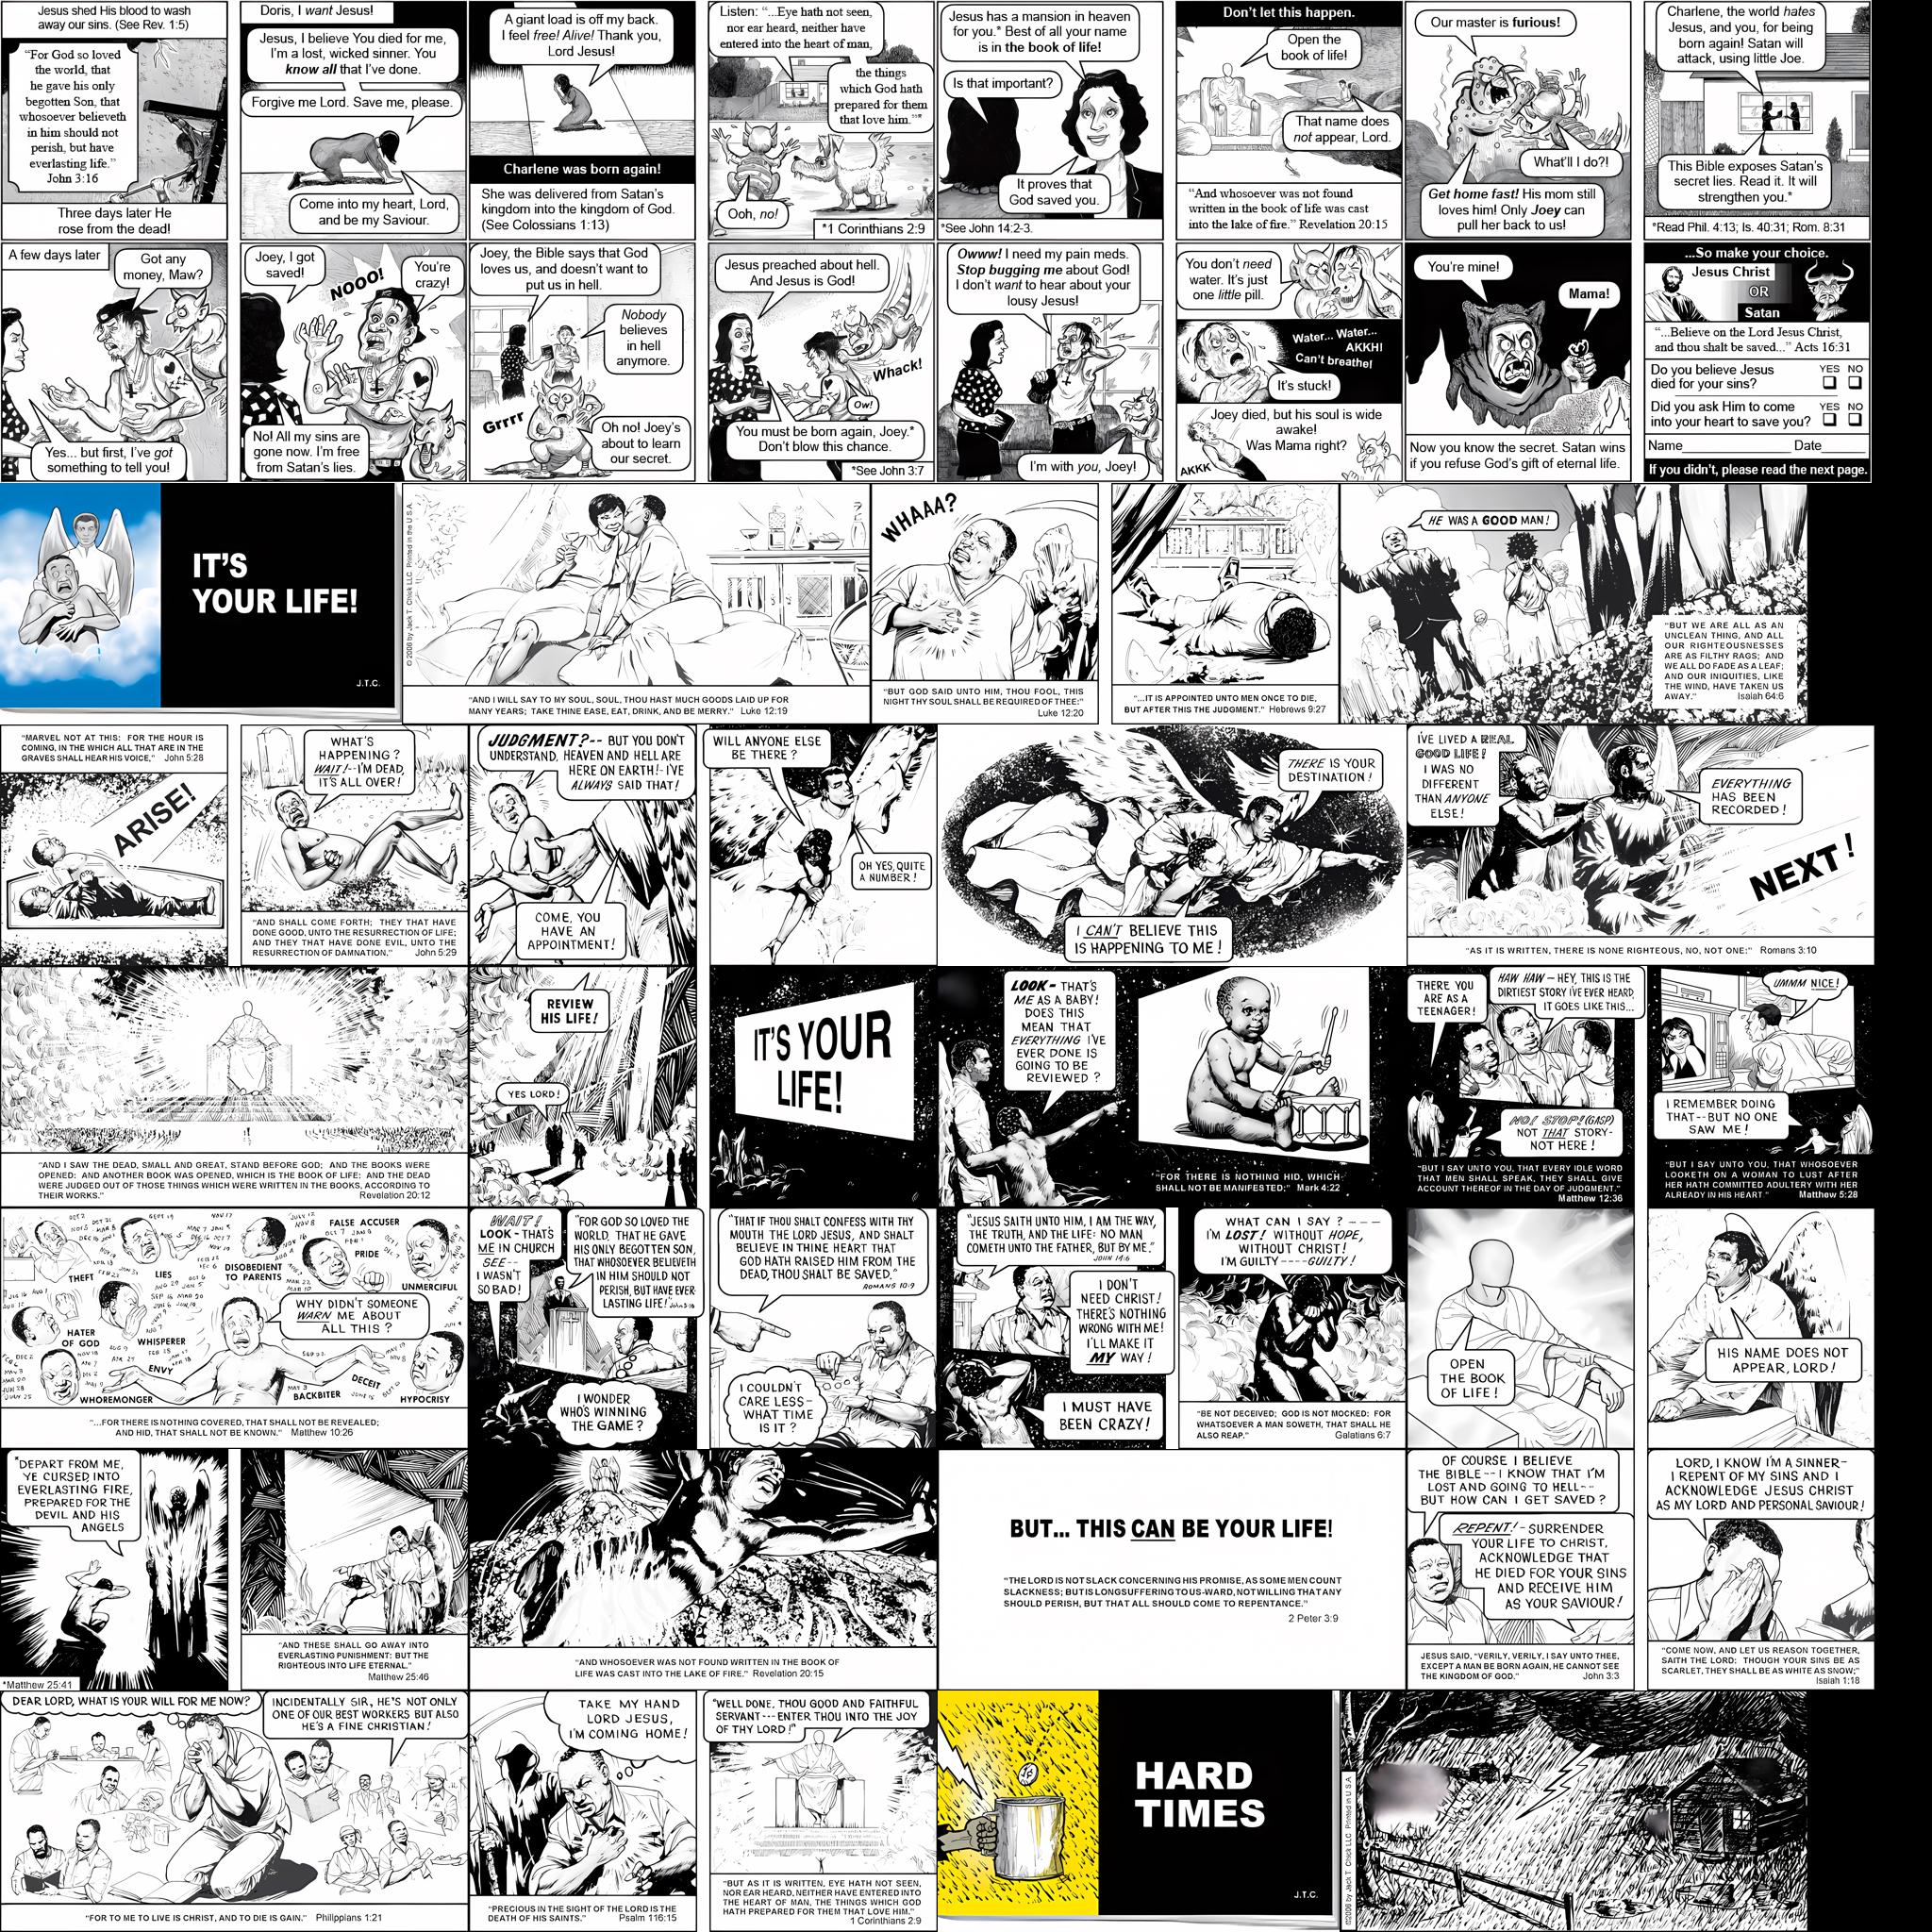 Jesus shed His blood to wash
away our sins. (See Rev. 1:5)
"For God so loved
the world, that
he gave his only
begotten Son, that
whosoever believeth
in him should not
perish, but have
everlasting life."
John 3:16
Three days later He
rose from the dead!
Doris, I want Jesus!
Jesus, I believe You died for me,
I'm a lost, wicked sinner. You
know all that I've done.
Forgive me Lord. Save me, please.
Come into my heart, Lord,
and be my Saviour.
A giant load is off my back.
I feel free! Alive! Thank you,
Lord Jesus!
Charlene was born again!
She was delivered from Satan's
kingdom into the kingdom of God.
(See Colossians 1:13)
Listen: "...Eye hath not seen,
nor ear heard, neither have
entered into the heart of man,
the things
which God hath
prepared for them
that love him."*
Ooh, no!
*1 Corinthians 2:9
Jesus has a mansion in heaven
for you.* Best of all your name
is in the book of life!
Is that important?
It proves that
God saved you.
*See John 14:2-3.
Don't let this happen.
Open the
book of life!
That name does
not appear, Lord.
"And whosoever was not found
written in the book of life was cast
into the lake of fire." Revelation 20:15
Our master is furious!
What'll I do?!
Get home fast! His mom still
loves him! Only Joey can
pull her back to us!
Charlene, the world hates
Jesus, and you, for being
born again! Satan will
attack, using little Joe.
This Bible exposes Satan's
secret lies. Read it. It will
strengthen you.*
*Read Phil. 4:13; Is. 40:31; Rom. 8:31
A few days later
Got any
money, Maw?
Yes... but first, I've got
something to tell you!
Joey, I got
saved!
NOOO!
You're
crazy!
No! All my sins are
gone now. I'm free
from Satan's lies.
Joey, the Bible says that God
loves us, and doesn't want to
put us in hell.
Nobody
believes
in hell
anymore.
Grrrr
Oh no! Joey's
about to learn
our secret.
Jesus preached about hell.
And Jesus is God!
Whack!
Ow!
You must be born again, Joey.*
Don't blow this chance.
*See John 3:7
Owww! I need my pain meds.
Stop bugging me about God!
I don't want to hear about your
lousy Jesus!
I'm with you, Joey!
You don't need
water. It's just
one little pill.
Water... Water...
AKKH!
Can't breathe!
It's stuck!
Joey died, but his soul is wide
awake!
Was Mama right?
AKKK
You're mine!
Mama!
Now you know the secret. Satan wins
if you refuse God's gift of eternal life.
...So make your choice.
Jesus Christ
OR
Satan
"...Believe on the Lord Jesus Christ,
and thou shalt be saved..." Acts 16:31
Do you believe Jesus
died for your sins?
YES NO
Did you ask Him to come
into your heart to save you?
YES NO
Name Date
If you didn't, please read the next page.
IT'S
YOUR LIFE!
J.T.C.
©2006 by Jack T. Chick LLC Printed in the U.S.A.
"AND I WILL SAY TO MY SOUL, SOUL, THOU HAST MUCH GOODS LAID UP FOR
MANY YEARS; TAKE THINE EASE, EAT, DRINK, AND BE MERRY." Luke 12:19
WHAAA?
"BUT GOD SAID UNTO HIM, THOU FOOL, THIS
NIGHT THY SOUL SHALL BE REQUIRED OF THEE:"
Luke 12:20
"...IT IS APPOINTED UNTO MEN ONCE TO DIE,
BUT AFTER THIS THE JUDGMENT." Hebrews 9:27
HE WAS A GOOD MAN!
"BUT WE ARE ALL AS AN
UNCLEAN THING, AND ALL
OUR RIGHTEOUSNESSES
ARE AS FILTHY RAGS; AND
WE ALL DO FADE AS A LEAF;
AND OUR INIQUITIES, LIKE
THE WIND, HAVE TAKEN US
AWAY." Isaiah 64:6
"MARVEL NOT AT THIS: FOR THE HOUR IS
COMING, IN THE WHICH ALL THAT ARE IN THE
GRAVES SHALL HEAR HIS VOICE," John 5:28
ARISE!
WHAT'S
HAPPENING?
WAIT!--I'M DEAD,
IT'S ALL OVER!
"AND SHALL COME FORTH; THEY THAT HAVE
DONE GOOD, UNTO THE RESURRECTION OF LIFE;
AND THEY THAT HAVE DONE EVIL, UNTO THE
RESURRECTION OF DAMNATION." John 5:29
JUDGMENT?-- BUT YOU DON'T
UNDERSTAND, HEAVEN AND HELL ARE
HERE ON EARTH!-I'VE
ALWAYS SAID THAT!
COME, YOU
HAVE AN
APPOINTMENT!
WILL ANYONE ELSE
BE THERE?
OH YES, QUITE
A NUMBER!
THERE IS YOUR
DESTINATION!
I CAN'T BELIEVE THIS
IS HAPPENING TO ME!
I'VE LIVED A REAL
GOOD LIFE!
I WAS NO
DIFFERENT
THAN ANYONE
ELSE!
EVERYTHING
HAS BEEN
RECORDED!
NEXT!
"AS IT IS WRITTEN, THERE IS NONE RIGHTEOUS, NO, NOT ONE:" Romans 3:10
"AND I SAW THE DEAD, SMALL AND GREAT, STAND BEFORE GOD; AND THE BOOKS WERE
OPENED: AND ANOTHER BOOK WAS OPENED, WHICH IS THE BOOK OF LIFE: AND THE DEAD
WERE JUDGED OUT OF THOSE THINGS WHICH WERE WRITTEN IN THE BOOKS, ACCORDING TO
THEIR WORKS." Revelation 20:12
REVIEW
HIS LIFE!
YES LORD!
IT'S YOUR
LIFE!
LOOK- THAT'S
ME AS A BABY!
DOES THIS
MEAN THAT
EVERYTHING I'VE
EVER DONE IS
GOING TO BE
REVIEWED?
"FOR THERE IS NOTHING HID, WHICH
SHALL NOT BE MANIFESTED;" Mark 4:22
THERE YOU
ARE AS A
TEENAGER!
HAW HAW-HEY, THIS IS THE
DIRTIEST STORY I'VE EVER HEARD,
IT GOES LIKE THIS...
NO! STOP! (GASP)
NOT THAT STORY-
NOT HERE!
"BUT I SAY UNTO YOU, THAT EVERY IDLE WORD
THAT MEN SHALL SPEAK, THEY SHALL GIVE
ACCOUNT THEREOF IN THE DAY OF JUDGMENT."
Matthew 12:36
UMMM NICE!
I REMEMBER DOING
THAT--BUT NO ONE
SAW ME!
"BUT I SAY UNTO YOU, THAT WHOSOEVER
LOOKETH ON A WOMAN TO LUST AFTER
HER HATH COMMITTED ADULTERY WITH HER
ALREADY IN HIS HEART." Matthew 5:28
FALSE ACCUSER
PRIDE
THEFT
LIES
DISOBEDIENT
TO PARENTS
UNMERCIFUL
WHY DIDN'T SOMEONE
WARN ME ABOUT
ALL THIS?
HATER
OF GOD
WHISPERER
ENVY
WHOREMONGER
BACKBITER
DECEIT
HYPOCRISY
"...FOR THERE IS NOTHING COVERED, THAT SHALL NOT BE REVEALED;
AND HID, THAT SHALL NOT BE KNOWN." Matthew 10:26
WAIT!
LOOK-THAT'S
ME IN CHURCH
SEE--
I WASN'T
SO BAD!
"FOR GOD SO LOVED THE
WORLD, THAT HE GAVE
HIS ONLY BEGOTTEN SON,
THAT WHOSOEVER BELIEVETH
IN HIM SHOULD NOT
PERISH, BUT HAVE EVER-
LASTING LIFE!" John 3:16
I WONDER
WHO'S WINNING
THE GAME?
"THAT IF THOU SHALT CONFESS WITH THY
MOUTH THE LORD JESUS, AND SHALT
BELIEVE IN THINE HEART THAT
GOD HATH RAISED HIM FROM THE
DEAD, THOU SHALT BE SAVED."
ROMANS 10:9
I COULDN'T
CARE LESS-
WHAT TIME
IS IT?
"JESUS SAITH UNTO HIM, I AM THE WAY,
THE TRUTH, AND THE LIFE: NO MAN
COMETH UNTO THE FATHER, BUT BY ME."
JOHN 14:6
I DON'T
NEED CHRIST!
THERE'S NOTHING
WRONG WITH ME!
I'LL MAKE IT
MY WAY!
I MUST HAVE
BEEN CRAZY!
WHAT CAN I SAY?----
I'M LOST! WITHOUT HOPE,
WITHOUT CHRIST!
I'M GUILTY----GUILTY!
"BE NOT DECEIVED; GOD IS NOT MOCKED: FOR
WHATSOEVER A MAN SOWETH, THAT SHALL HE
ALSO REAP." Galatians 6:7
OPEN
THE BOOK
OF LIFE!
HIS NAME DOES NOT
APPEAR, LORD!
"DEPART FROM ME,
YE CURSED, INTO
EVERLASTING FIRE,
PREPARED FOR THE
DEVIL AND HIS
ANGELS
*Matthew 25:41
"AND THESE SHALL GO AWAY INTO
EVERLASTING PUNISHMENT: BUT THE
RIGHTEOUS INTO LIFE ETERNAL."
Matthew 25:46
"AND WHOSOEVER WAS NOT FOUND WRITTEN IN THE BOOK OF
LIFE WAS CAST INTO THE LAKE OF FIRE." Revelation 20:15
BUT... THIS CAN BE YOUR LIFE!
"THE LORD IS NOT SLACK CONCERNING HIS PROMISE, AS SOME MEN COUNT
SLACKNESS; BUT IS LONGSUFFERING TO US-WARD, NOT WILLING THAT ANY
SHOULD PERISH, BUT THAT ALL SHOULD COME TO REPENTANCE."
2 Peter 3:9
OF COURSE I BELIEVE
THE BIBLE--I KNOW THAT I'M
LOST AND GOING TO HELL--
BUT HOW CAN I GET SAVED?
REPENT!-SURRENDER
YOUR LIFE TO CHRIST,
ACKNOWLEDGE THAT
HE DIED FOR YOUR SINS
AND RECEIVE HIM
AS YOUR SAVIOUR!
JESUS SAID, "VERILY, VERILY, I SAY UNTO THEE,
EXCEPT A MAN BE BORN AGAIN, HE CANNOT SEE
THE KINGDOM OF GOD." John 3:3
LORD, I KNOW I'M A SINNER-
I REPENT OF MY SINS AND I
ACKNOWLEDGE JESUS CHRIST
AS MY LORD AND PERSONAL SAVIOUR!
"COME NOW, AND LET US REASON TOGETHER,
SAITH THE LORD: THOUGH YOUR SINS BE AS
SCARLET, THEY SHALL BE AS WHITE AS SNOW;"
Isaiah 1:18
DEAR LORD, WHAT IS YOUR WILL FOR ME NOW?
INCIDENTALLY SIR, HE'S NOT ONLY
ONE OF OUR BEST WORKERS BUT ALSO
HE'S A FINE CHRISTIAN!
"FOR TO ME TO LIVE IS CHRIST, AND TO DIE IS GAIN." Philippians 1:21
TAKE MY HAND
LORD JESUS,
I'M COMING HOME!
"PRECIOUS IN THE SIGHT OF THE LORD IS THE
DEATH OF HIS SAINTS." Psalm 116:15
"WELL DONE, THOU GOOD AND FAITHFUL
SERVANT---ENTER THOU INTO THE JOY
OF THY LORD!"
"BUT AS IT IS WRITTEN, EYE HATH NOT SEEN,
NOR EAR HEARD, NEITHER HAVE ENTERED INTO
THE HEART OF MAN, THE THINGS WHICH GOD
HATH PREPARED FOR THEM THAT LOVE HIM."
1 Corinthians 2:9
1¢
HARD
TIMES
J.T.C.
©2006 by Jack T. Chick LLC Printed in U.S.A.